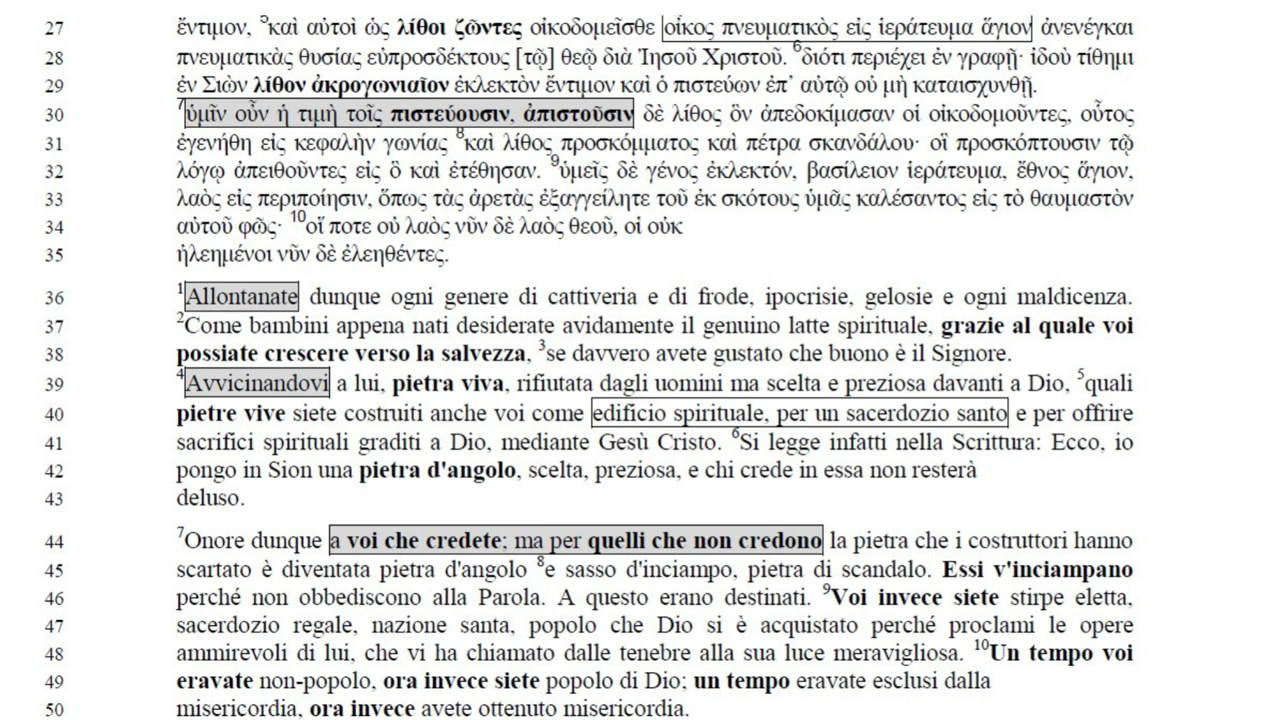 27 ἔντιμον, ⁵καὶ αὐτοὶ ὡς λίθοι ζῶντες οἰκοδομεῖσθε οἶκος πνευματικὸς εἰς ἱεράτευμα ἅγιον ἀνενέγκαι
28 πνευματικὰς θυσίας εὐπροσδέκτους [τῷ] θεῷ διὰ Ἰησοῦ Χριστοῦ. ⁶διότι περιέχει ἐν γραφῇ· ἰδοὺ τίθημι
29 ἐν Σιὼν λίθον ἀκρογωνιαῖον ἐκλεκτὸν ἔντιμον καὶ ὁ πιστεύων ἐπ᾽ αὐτῷ οὐ μὴ καταισχυνθῇ.
30 ⁷ὑμῖν οὖν ἡ τιμὴ τοῖς πιστεύουσιν, ἀπιστοῦσιν δὲ λίθος ὃν ἀπεδοκίμασαν οἱ οἰκοδομοῦντες, οὗτος
31 ἐγενήθη εἰς κεφαλὴν γωνίας ⁸καὶ λίθος προσκόμματος καὶ πέτρα σκανδάλου· οἳ προσκόπτουσιν τῷ
32 λόγῳ ἀπειθοῦντες εἰς ὃ καὶ ἐτέθησαν. ⁹ὑμεῖς δὲ γένος ἐκλεκτόν, βασίλειον ἱεράτευμα, ἔθνος ἅγιον,
33 λαὸς εἰς περιποίησιν, ὅπως τὰς ἀρετὰς ἐξαγγείλητε τοῦ ἐκ σκότους ὑμᾶς καλέσαντος εἰς τὸ θαυμαστὸν
34 αὐτοῦ φῶς· ¹⁰οἵ ποτε οὐ λαὸς νῦν δὲ λαὸς θεοῦ, οἱ οὐκ
35 ἠλεημένοι νῦν δὲ ἐλεηθέντες.
36 ¹Allontanate dunque ogni genere di cattiveria e di frode, ipocrisie, gelosie e ogni maldicenza.
37 ²Come bambini appena nati desiderate avidamente il genuino latte spirituale, grazie al quale voi
38 possiate crescere verso la salvezza, ³se davvero avete gustato che buono è il Signore.
39 ⁴Avvicinandovi a lui, pietra viva, rifiutata dagli uomini ma scelta e preziosa davanti a Dio, ⁵quali
40 pietre vive siete costruiti anche voi come edificio spirituale, per un sacerdozio santo e per offrire
41 sacrifici spirituali graditi a Dio, mediante Gesù Cristo. ⁶Si legge infatti nella Scrittura: Ecco, io
42 pongo in Sion una pietra d'angolo, scelta, preziosa, e chi crede in essa non resterà
43 deluso.
44 ⁷Onore dunque a voi che credete; ma per quelli che non credono la pietra che i costruttori hanno
45 scartato è diventata pietra d'angolo ⁸e sasso d'inciampo, pietra di scandalo. Essi v'inciampano
46 perché non obbediscono alla Parola. A questo erano destinati. ⁹Voi invece siete stirpe eletta,
47 sacerdozio regale, nazione santa, popolo che Dio si è acquistato perché proclami le opere
48 ammirevoli di lui, che vi ha chiamato dalle tenebre alla sua luce meravigliosa. ¹⁰Un tempo voi
49 eravate non-popolo, ora invece siete popolo di Dio; un tempo eravate esclusi dalla
50 misericordia, ora invece avete ottenuto misericordia.